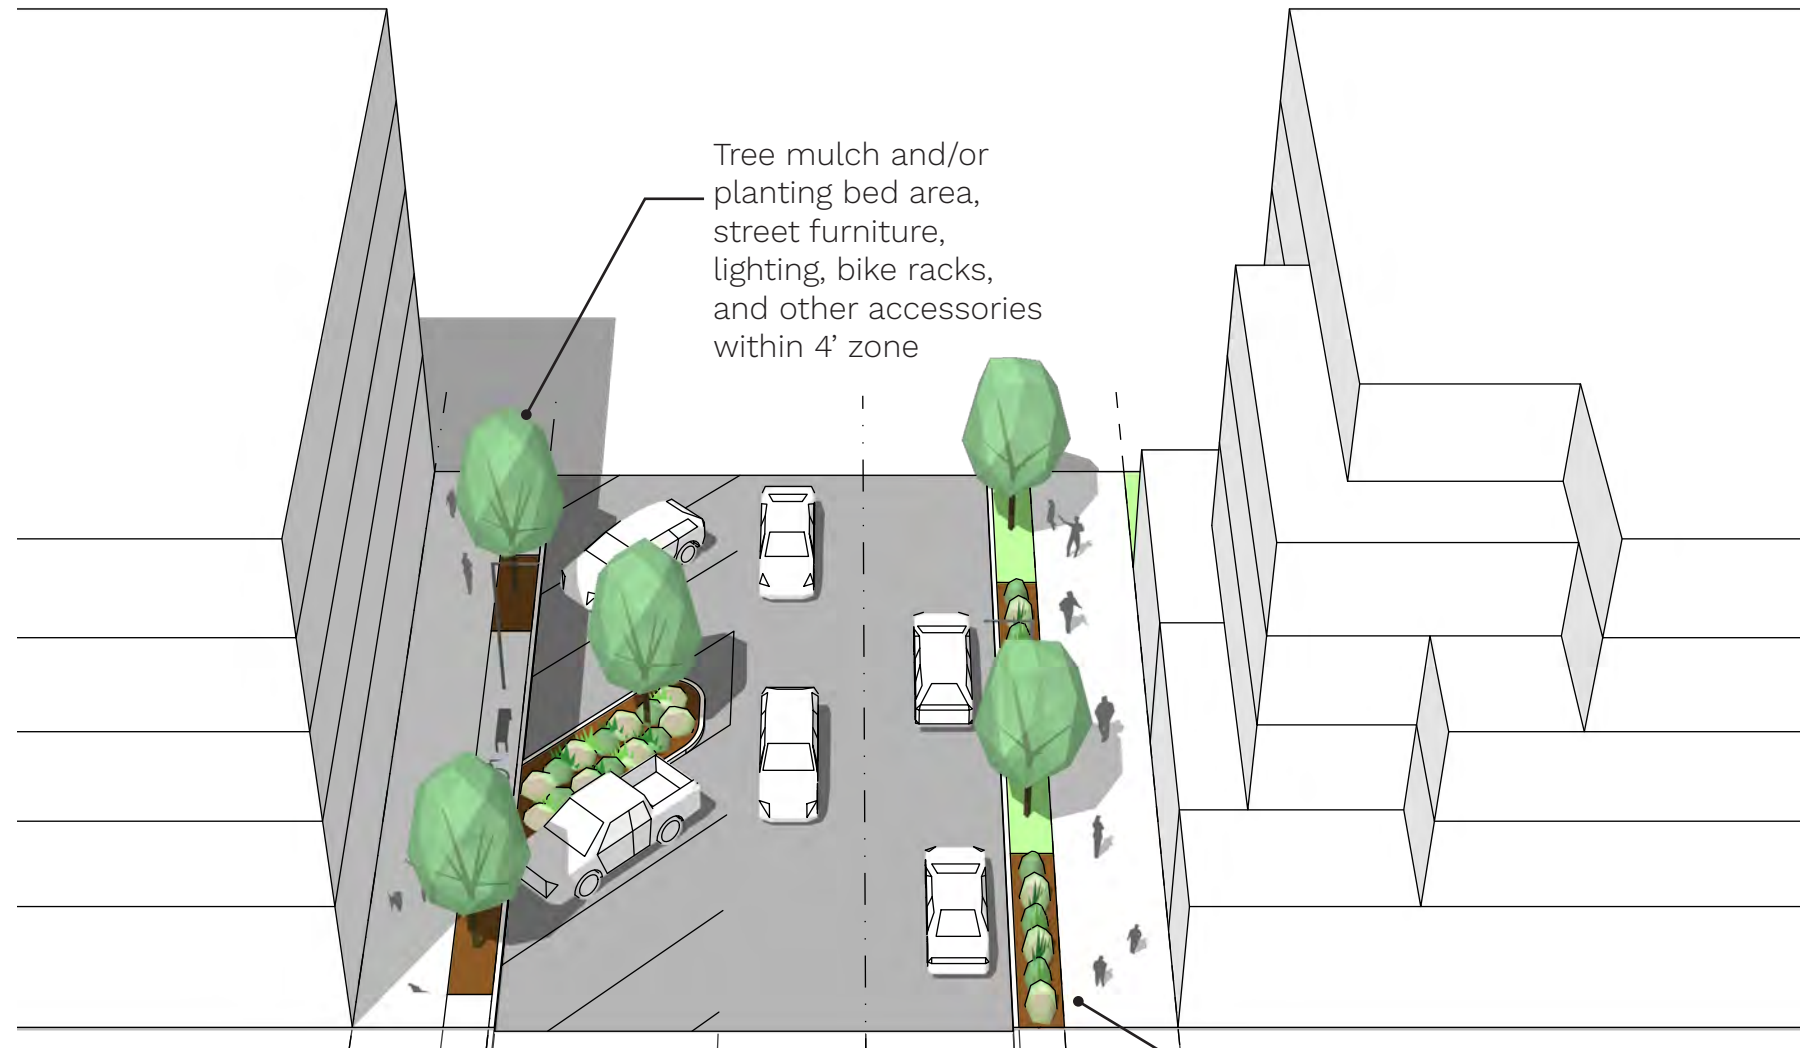 Tree mulch and/or
planting bed area,
street furniture,
lighting, bike racks,
and other accessories
within 4’ zone